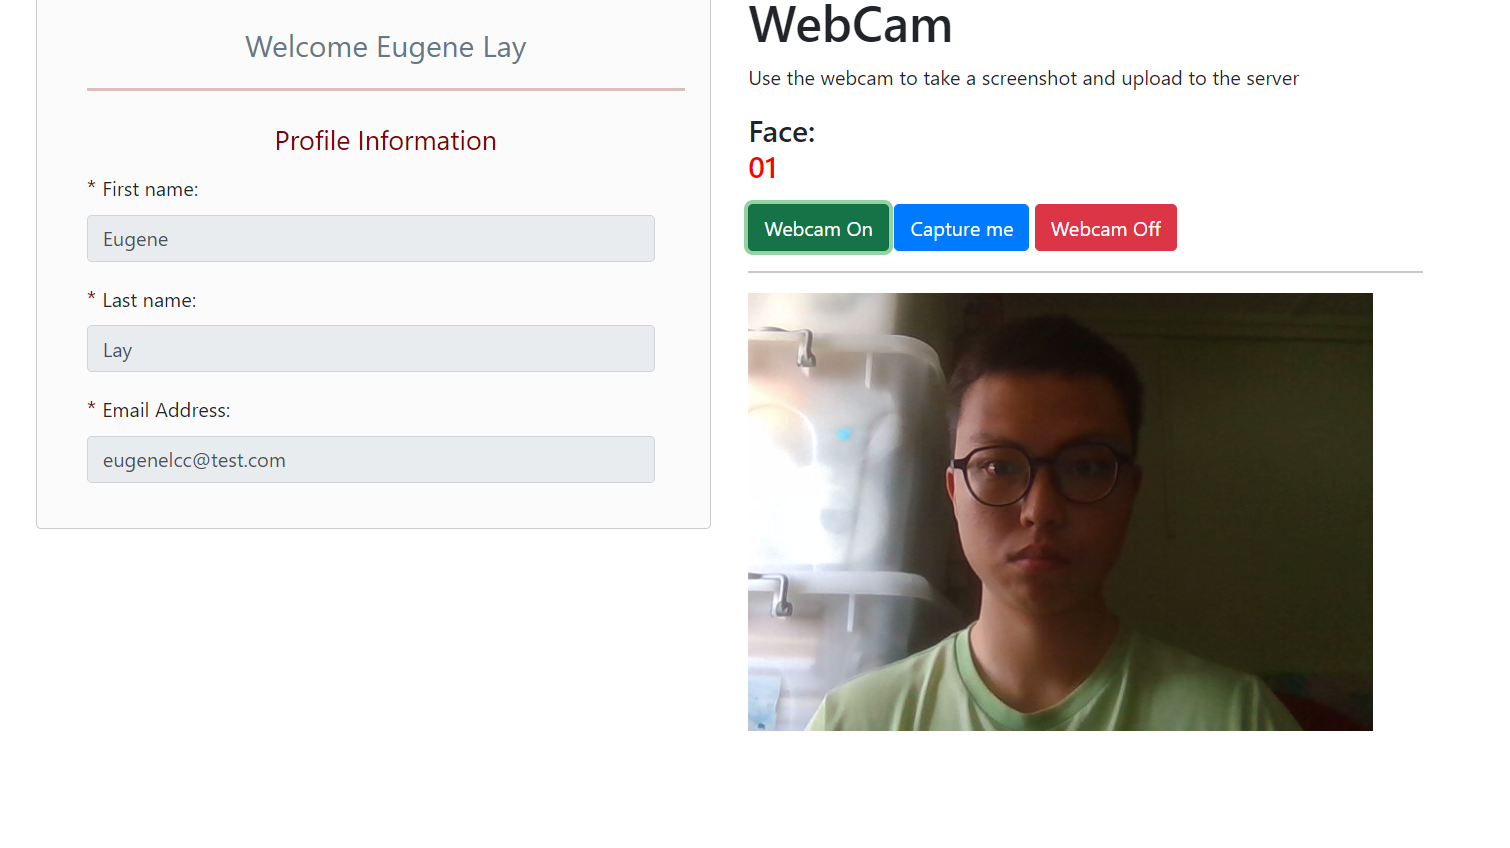 Welcome Eugene Lay
Profile Information
* First name:
Eugene
* Last name:
Lay
* Email Address:
eugenelcc@test.com
WebCam
Use the webcam to take a screenshot and upload to the server
Face:
01
Webcam On
Capture me
Webcam Off